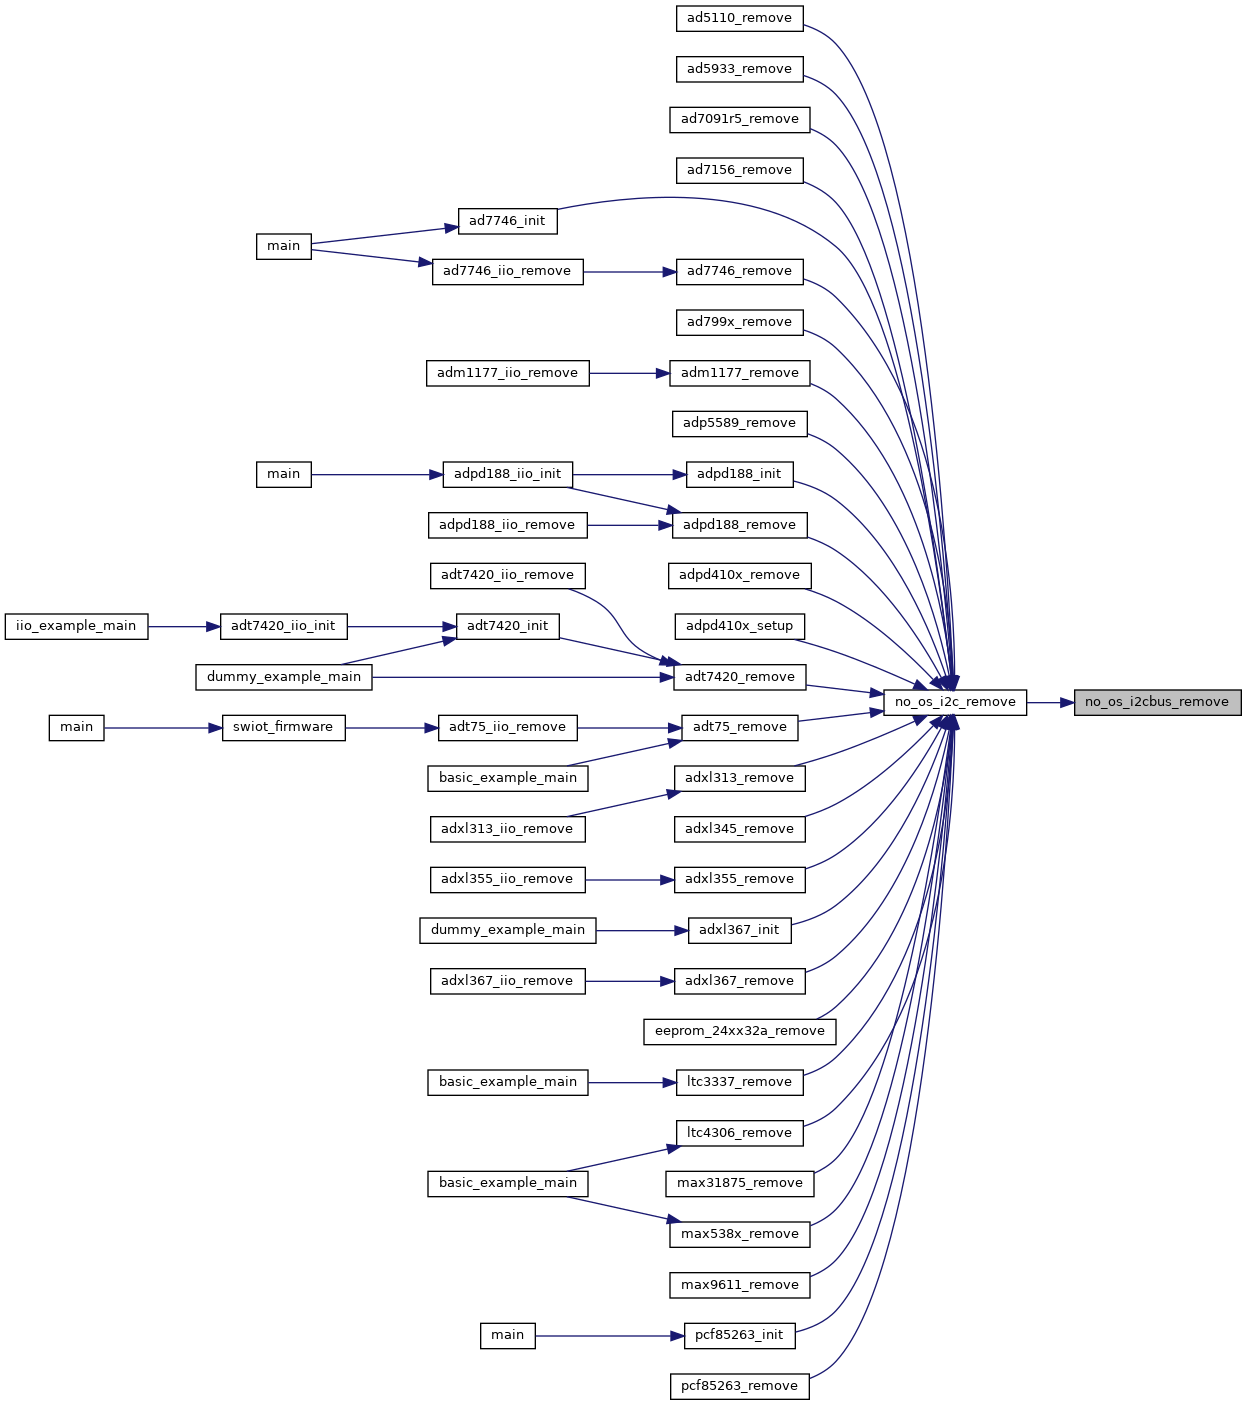 ad5110_remove
ad5933_remove
ad7091r5_remove
ad7156_remove
ad7746_init
main
ad7746_iio_remove
ad7746_remove
ad799x_remove
adm1177_iio_remove
adm1177_remove
adp5589_remove
main
adpd188_iio_init
adpd188_init
adpd188_iio_remove
adpd188_remove
adt7420_iio_remove
adpd410x_remove
iio_example_main
adt7420_iio_init
adt7420_init
adpd410x_setup
dummy_example_main
adt7420_remove
no_os_i2c_remove
no_os_i2cbus_remove
main
swiot_firmware
adt75_iio_remove
adt75_remove
basic_example_main
adxl313_remove
adxl313_iio_remove
adxl345_remove
adxl355_iio_remove
adxl355_remove
dummy_example_main
adxl367_init
adxl367_iio_remove
adxl367_remove
eeprom_24xx32a_remove
basic_example_main
ltc3337_remove
ltc4306_remove
basic_example_main
max31875_remove
max538x_remove
max9611_remove
main
pcf85263_init
pcf85263_remove